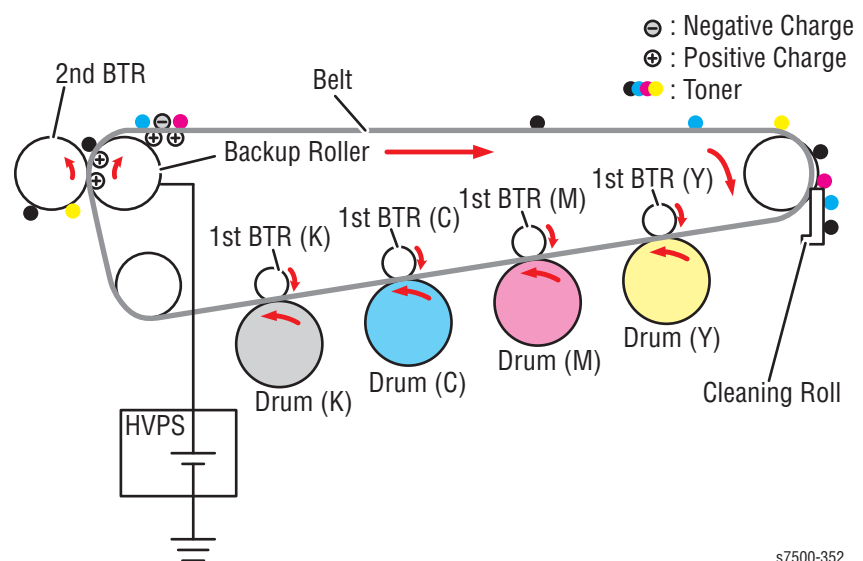 ⊖ : Negative Charge
⊕ : Positive Charge
: Toner
2nd BTR
Belt
Backup Roller
1st BTR (Y)
1st BTR (M)
1st BTR (C)
1st BTR (K)
Drum (Y)
Drum (M)
Drum (C)
Drum (K)
Cleaning Roll
HVPS
s7500-352